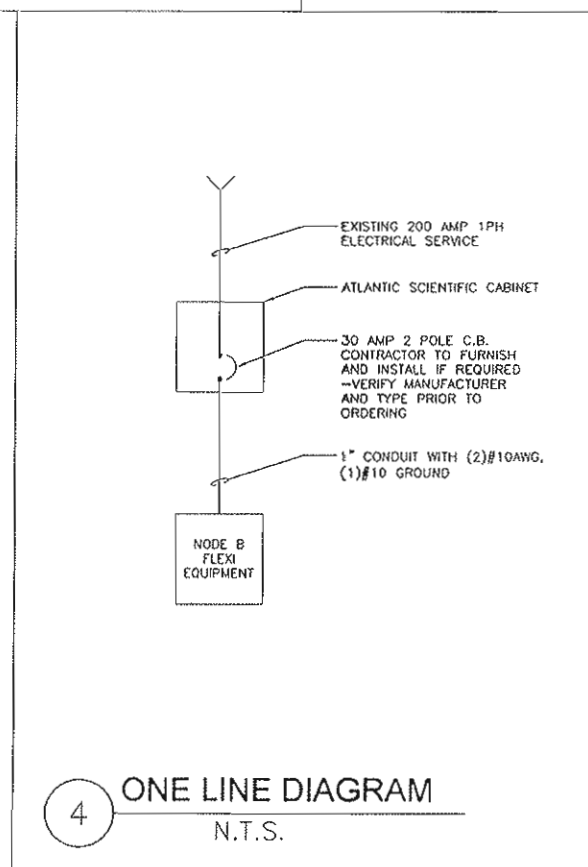 EXISTING 200 AMP 1PH
ELECTRICAL SERVICE
ATLANTIC SCIENTIFIC CABINET
30 AMP 2 POLE C.B.
CONTRACTOR TO FURNISH
AND INSTALL IF REQUIRED
-VERIFY MANUFACTURER
AND TYPE PRIOR TO
ORDERING
1" CONDUIT WITH (2)#10AWG,
(1)#10 GROUND
NODE B
FLEXI
EQUIPMENT
4
ONE LINE DIAGRAM
N.T.S.